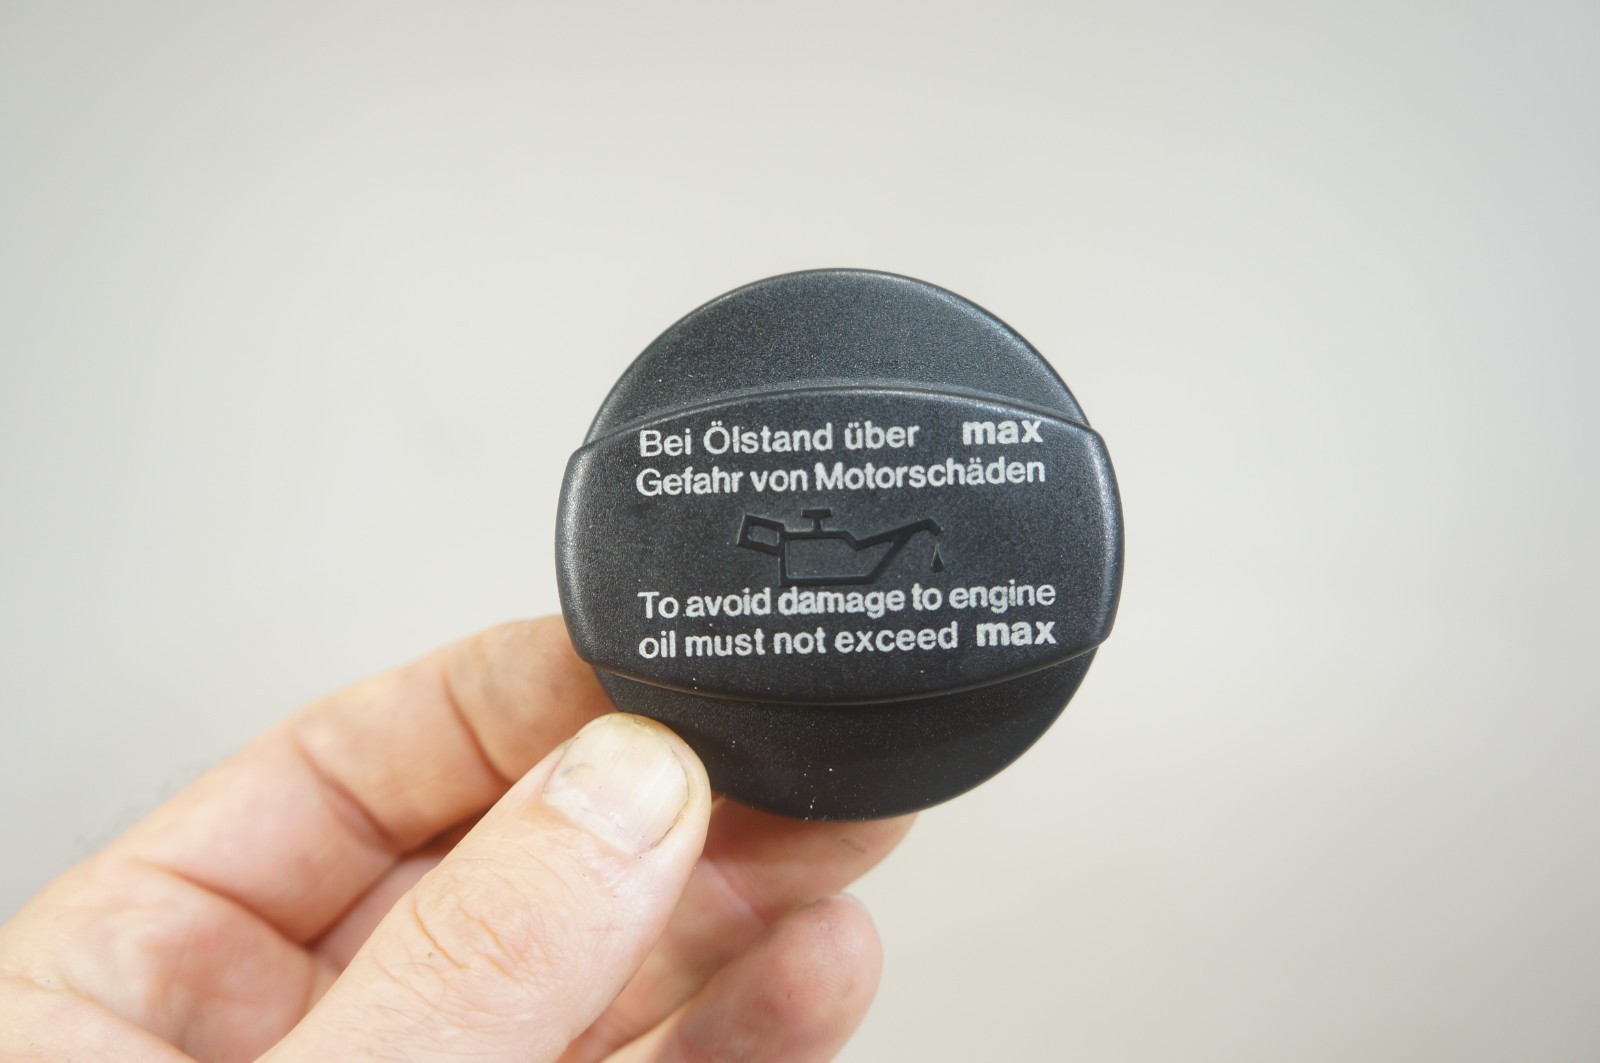 Bei Ölstand über max
Gefahr von Motorschäden
To avoid damage to engine
oil must not exceed max